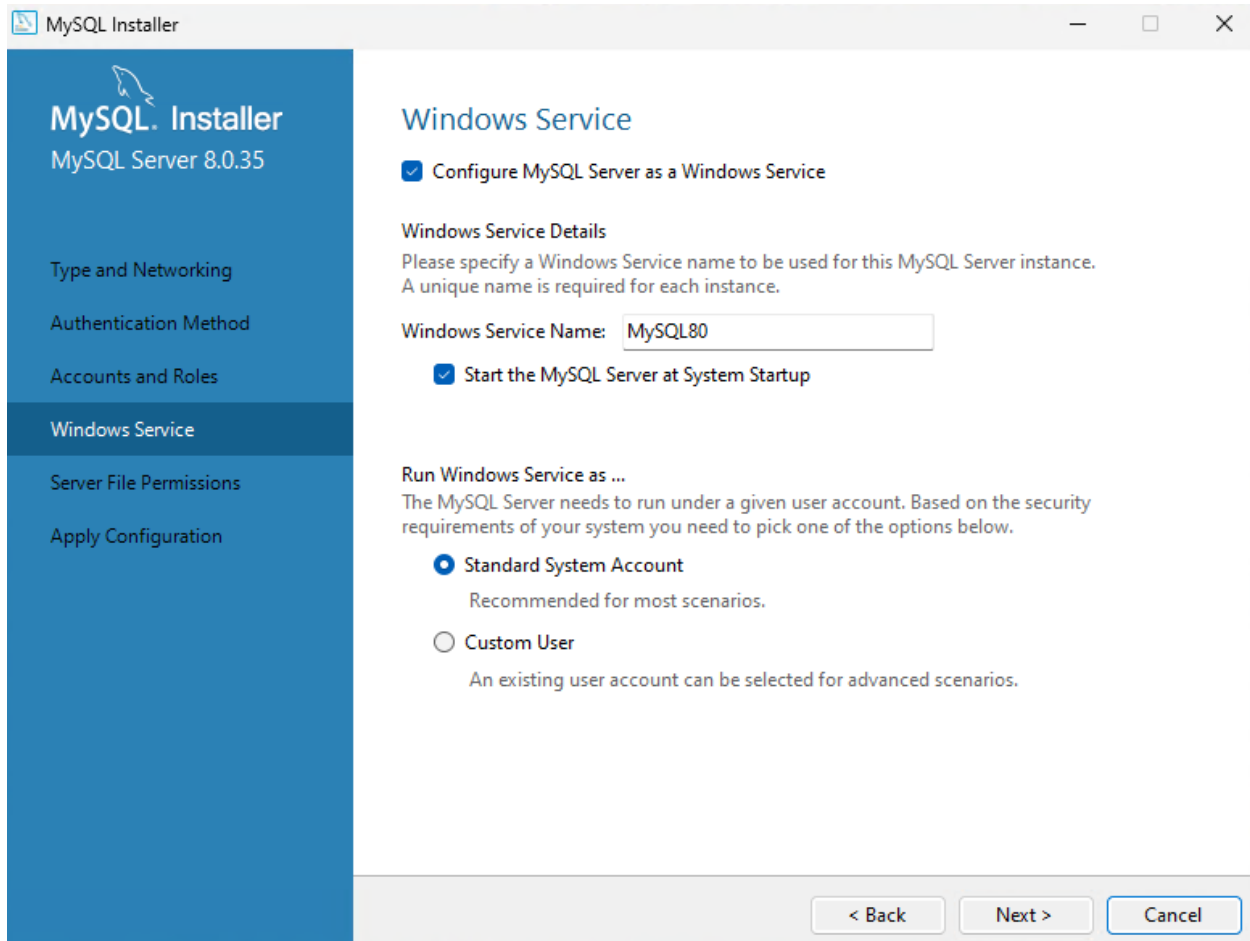 MySQL Installer
MySQL. Installer
MySQL Server 8.0.35
Type and Networking
Authentication Method
Accounts and Roles
Windows Service
Server File Permissions
Apply Configuration
Windows Service
Configure MySQL Server as a Windows Service
Windows Service Details
Please specify a Windows Service name to be used for this MySQL Server instance.
A unique name is required for each instance.
Windows Service Name: MySQL80
Start the MySQL Server at System Startup
Run Windows Service as ...
The MySQL Server needs to run under a given user account. Based on the security
requirements of your system you need to pick one of the options below.
Standard System Account
Recommended for most scenarios.
Custom User
An existing user account can be selected for advanced scenarios.
< Back Next > Cancel